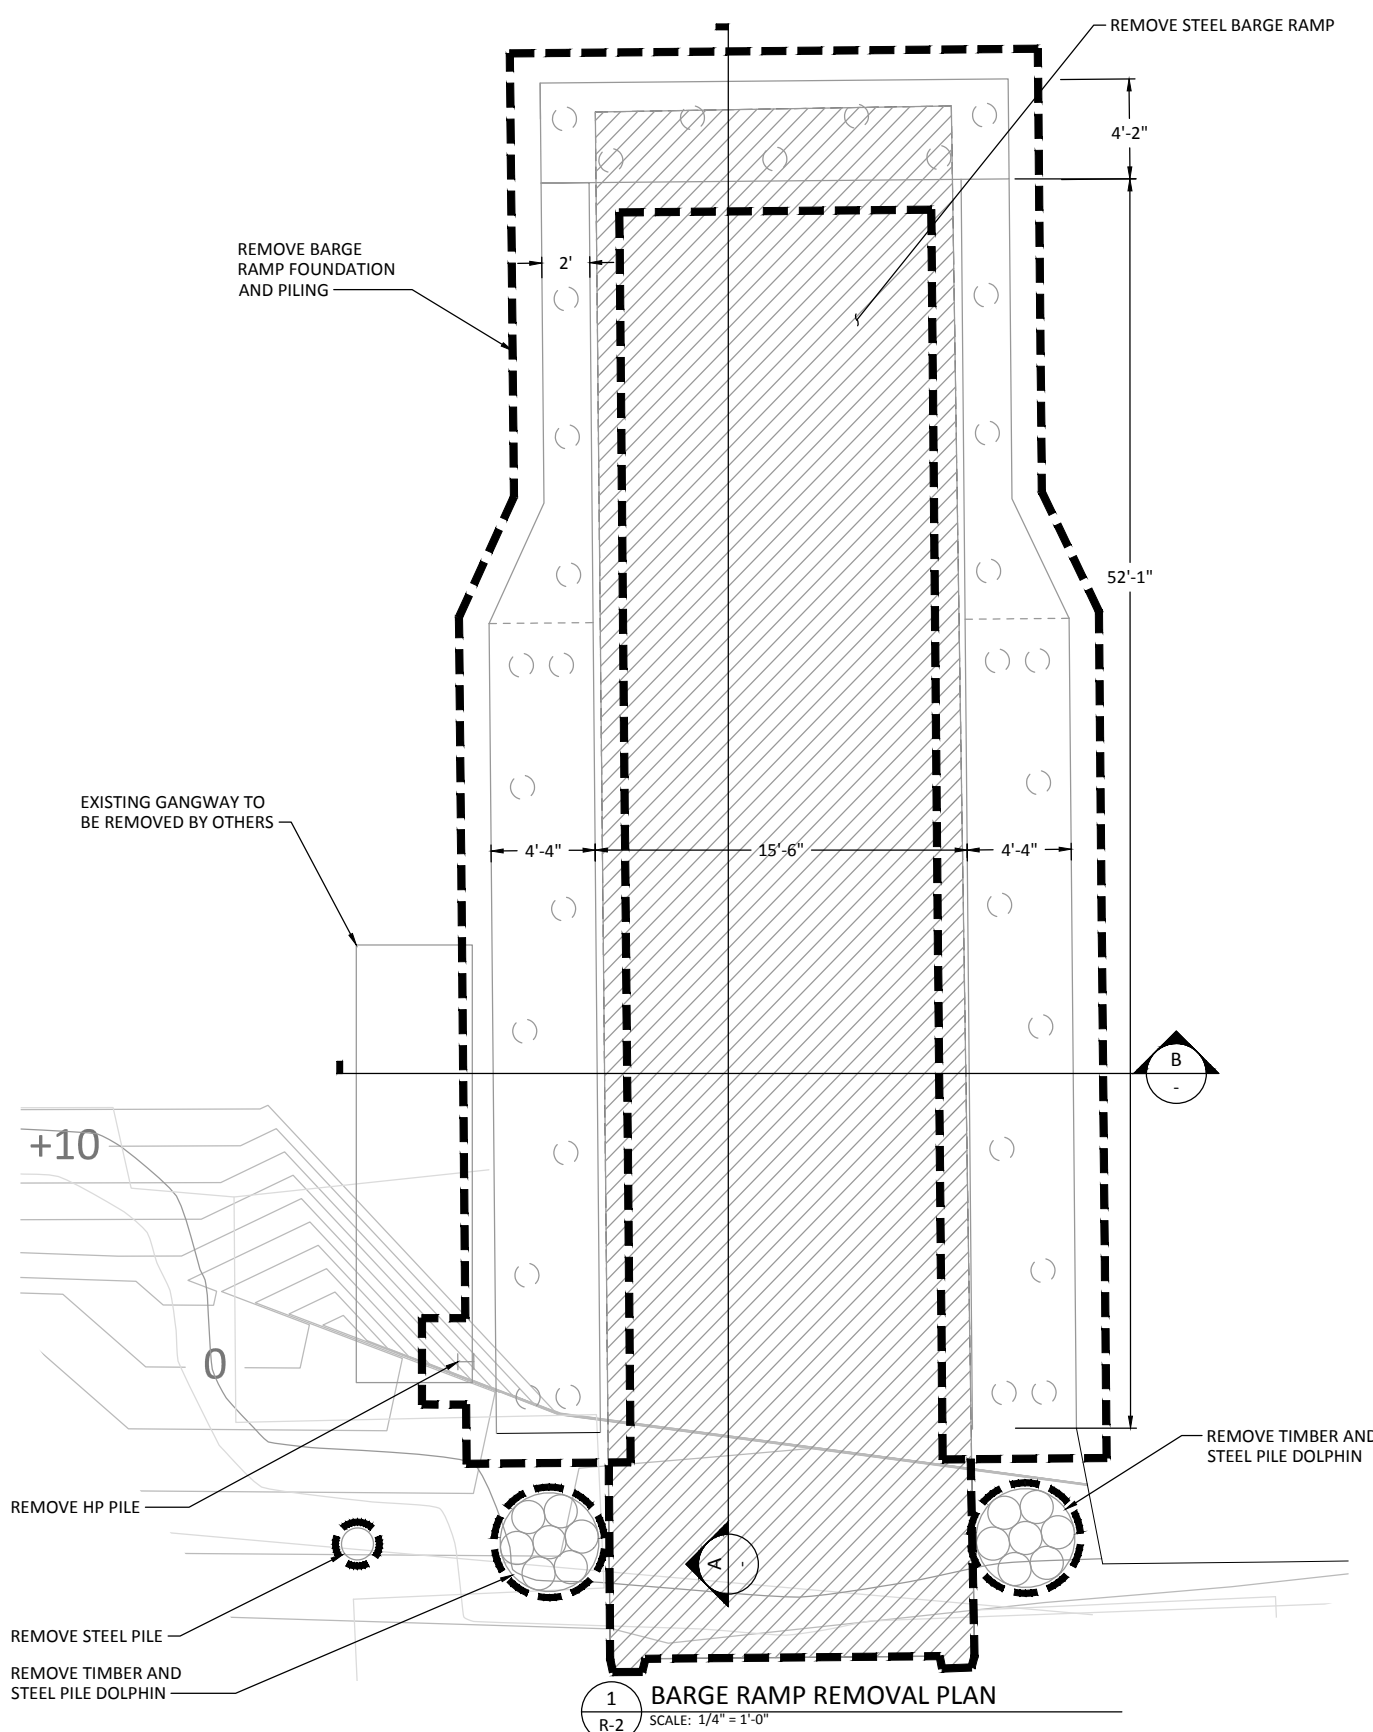 REMOVE STEEL BARGE RAMP
4'-2"
REMOVE BARGE
RAMP FOUNDATION
AND PILING
2'
52'-1"
EXISTING GANGWAY TO
BE REMOVED BY OTHERS
4'-4"
15'-6"
4'-4"
B
-
+10
0
REMOVE TIMBER AND
STEEL PILE DOLPHIN
REMOVE HP PILE
A
-
REMOVE STEEL PILE
REMOVE TIMBER AND
STEEL PILE DOLPHIN
1
R-2
BARGE RAMP REMOVAL PLAN
SCALE: 1/4" = 1'-0"